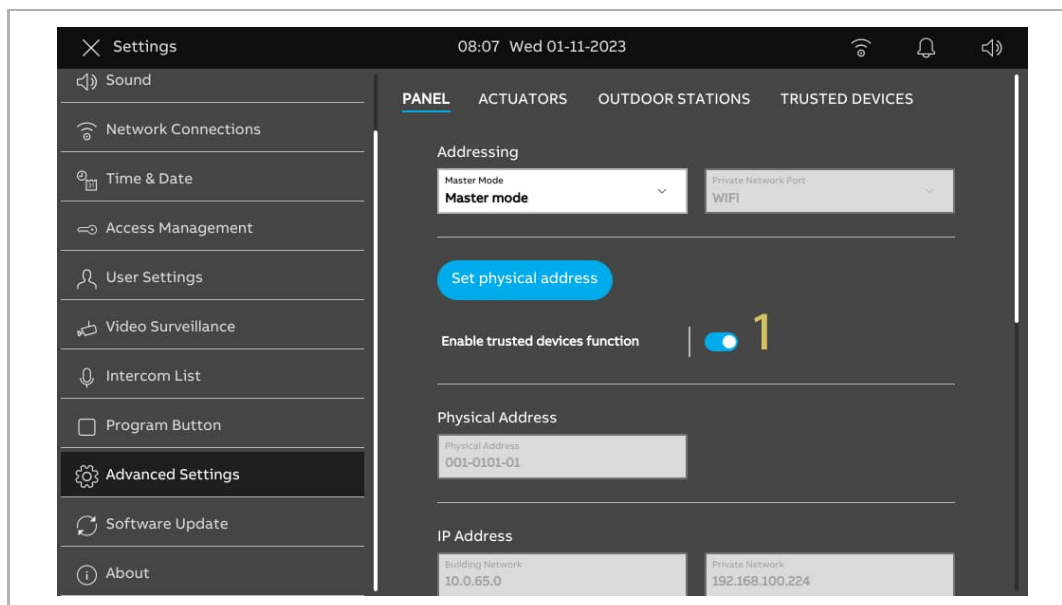 Settings
08:07 Wed 01-11-2023
Sound
Network Connections
Time & Date
Access Management
User Settings
Video Surveillance
Intercom List
Program Button
Advanced Settings
Software Update
About
PANEL ACTUATORS OUTDOOR STATIONS TRUSTED DEVICES
Addressing
Master Mode
Master mode
Private Network Port
WIFI
Set physical address
Enable trusted devices function
1
Physical Address
Physical Address
001-0101-01
IP Address
Building Network
10.0.65.0
Private Network
192.168.100.224